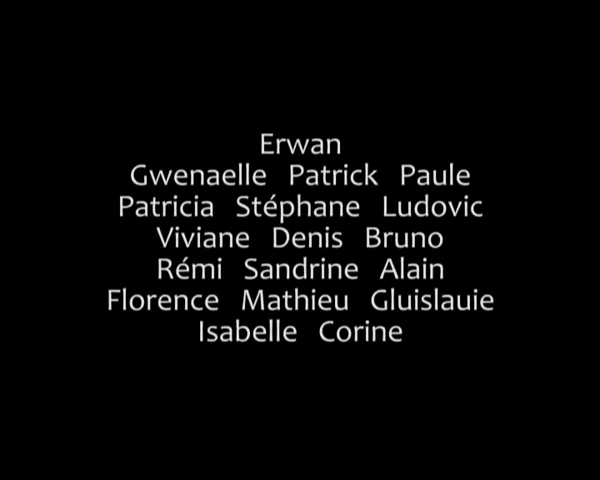 Erwan
Gwenaelle Patrick Paule
Patricia Stéphane Ludovic
Viviane Denis Bruno
Rémi Sandrine Alain
Florence Mathieu Gluislauie
Isabelle Corine